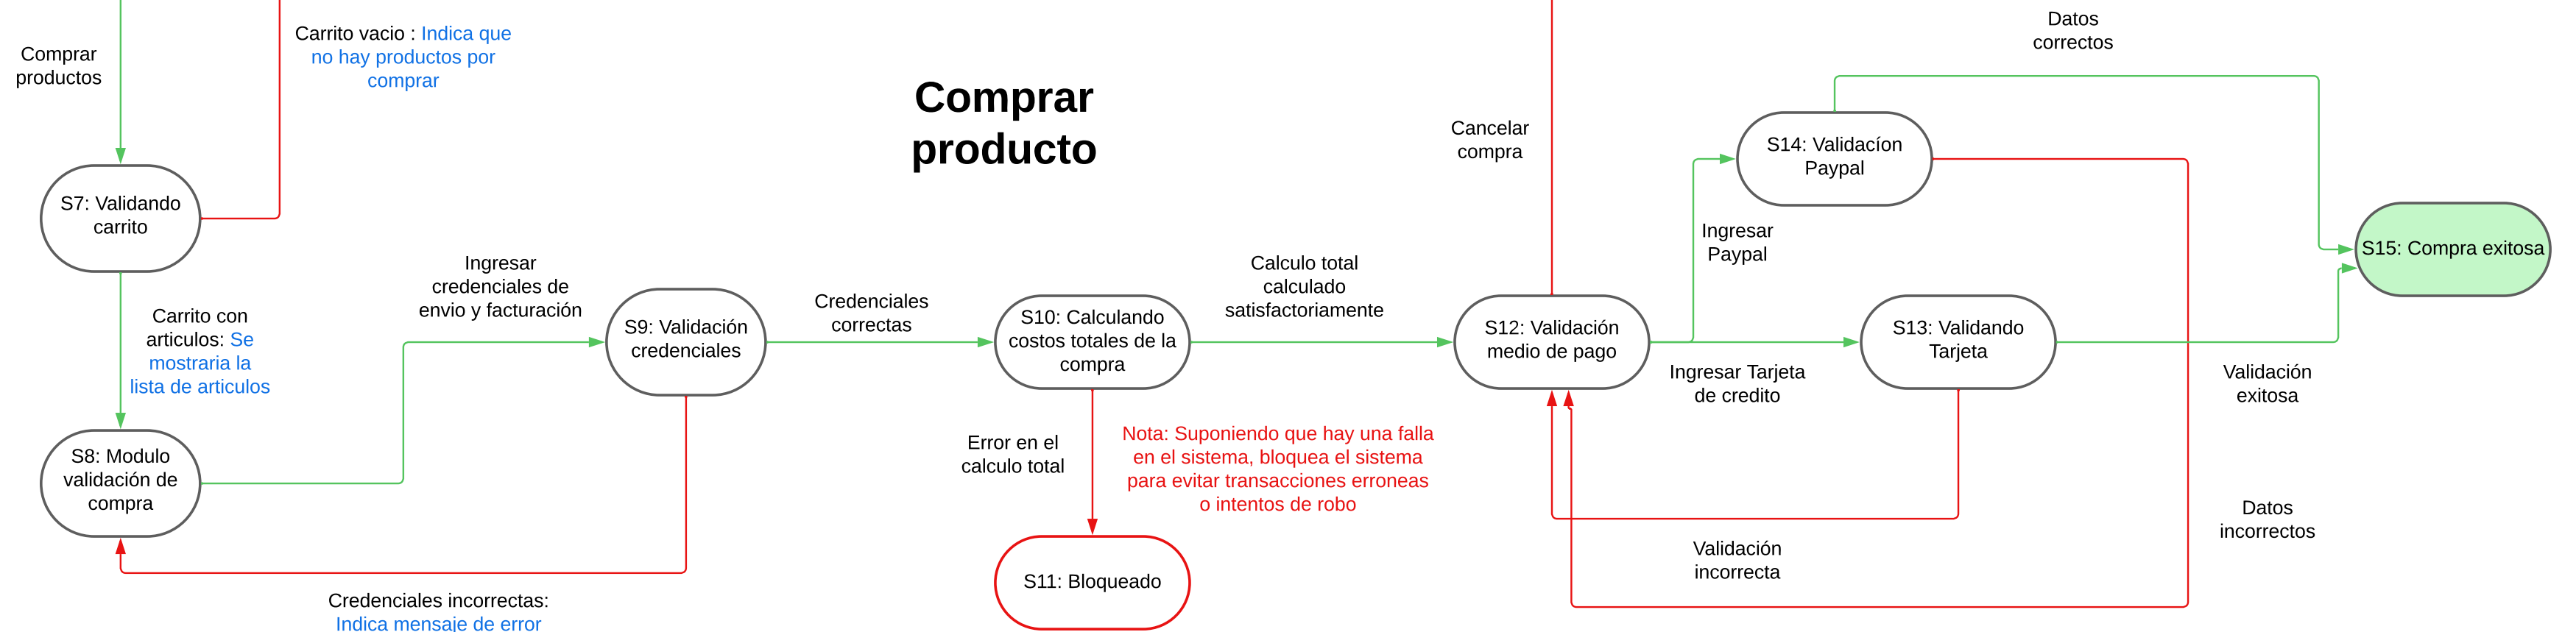 Comprar
productos
Carrito vacio : Indica que
no hay productos por
comprar
Comprar
producto
Cancelar
compra
Datos
correctos
S14: Validacíon
Paypal
S7: Validando
carrito
Ingresar
Paypal
S15: Compra exitosa
Ingresar
credenciales de
envio y facturación
Credenciales
correctas
Calculo total
calculado
satisfactoriamente
Carrito con
articulos: Se
mostraria la
lista de articulos
S9: Validación
credenciales
S10: Calculando
costos totales de la
compra
S12: Validación
medio de pago
S13: Validando
Tarjeta
Ingresar Tarjeta
de credito
Validación
exitosa
Error en el
calculo total
Nota: Suponiendo que hay una falla
en el sistema, bloquea el sistema
para evitar transacciones erroneas
o intentos de robo
S8: Modulo
validación de
compra
Datos
incorrectos
Validación
incorrecta
S11: Bloqueado
Credenciales incorrectas:
Indica mensaje de error